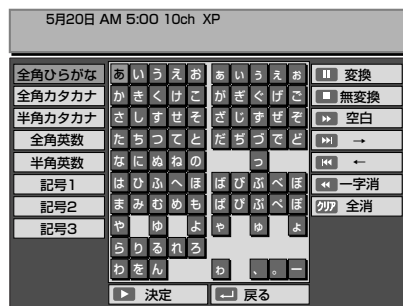 5月20日 AM 5:00 10ch XP
全角ひらがな あいうえお ぁぃぅぇぉ 変換
全角カタカナ かきくけこ がぎぐげご 無変換
半角カタカナ さしすせそ ざじずぜぞ 空白
全角英数 たちつてと だぢづてど →
半角英数 なにぬねの っ ←
記号1 はひふへほ ばびぶべぼ 一字消
記号2 まみむめも ぱぴぷぺぽ クリア 全消
記号3 や ゆ よ ゃ ゅ ょ
らりるれろ
わをん ゎ 、。ー
決定 戻る